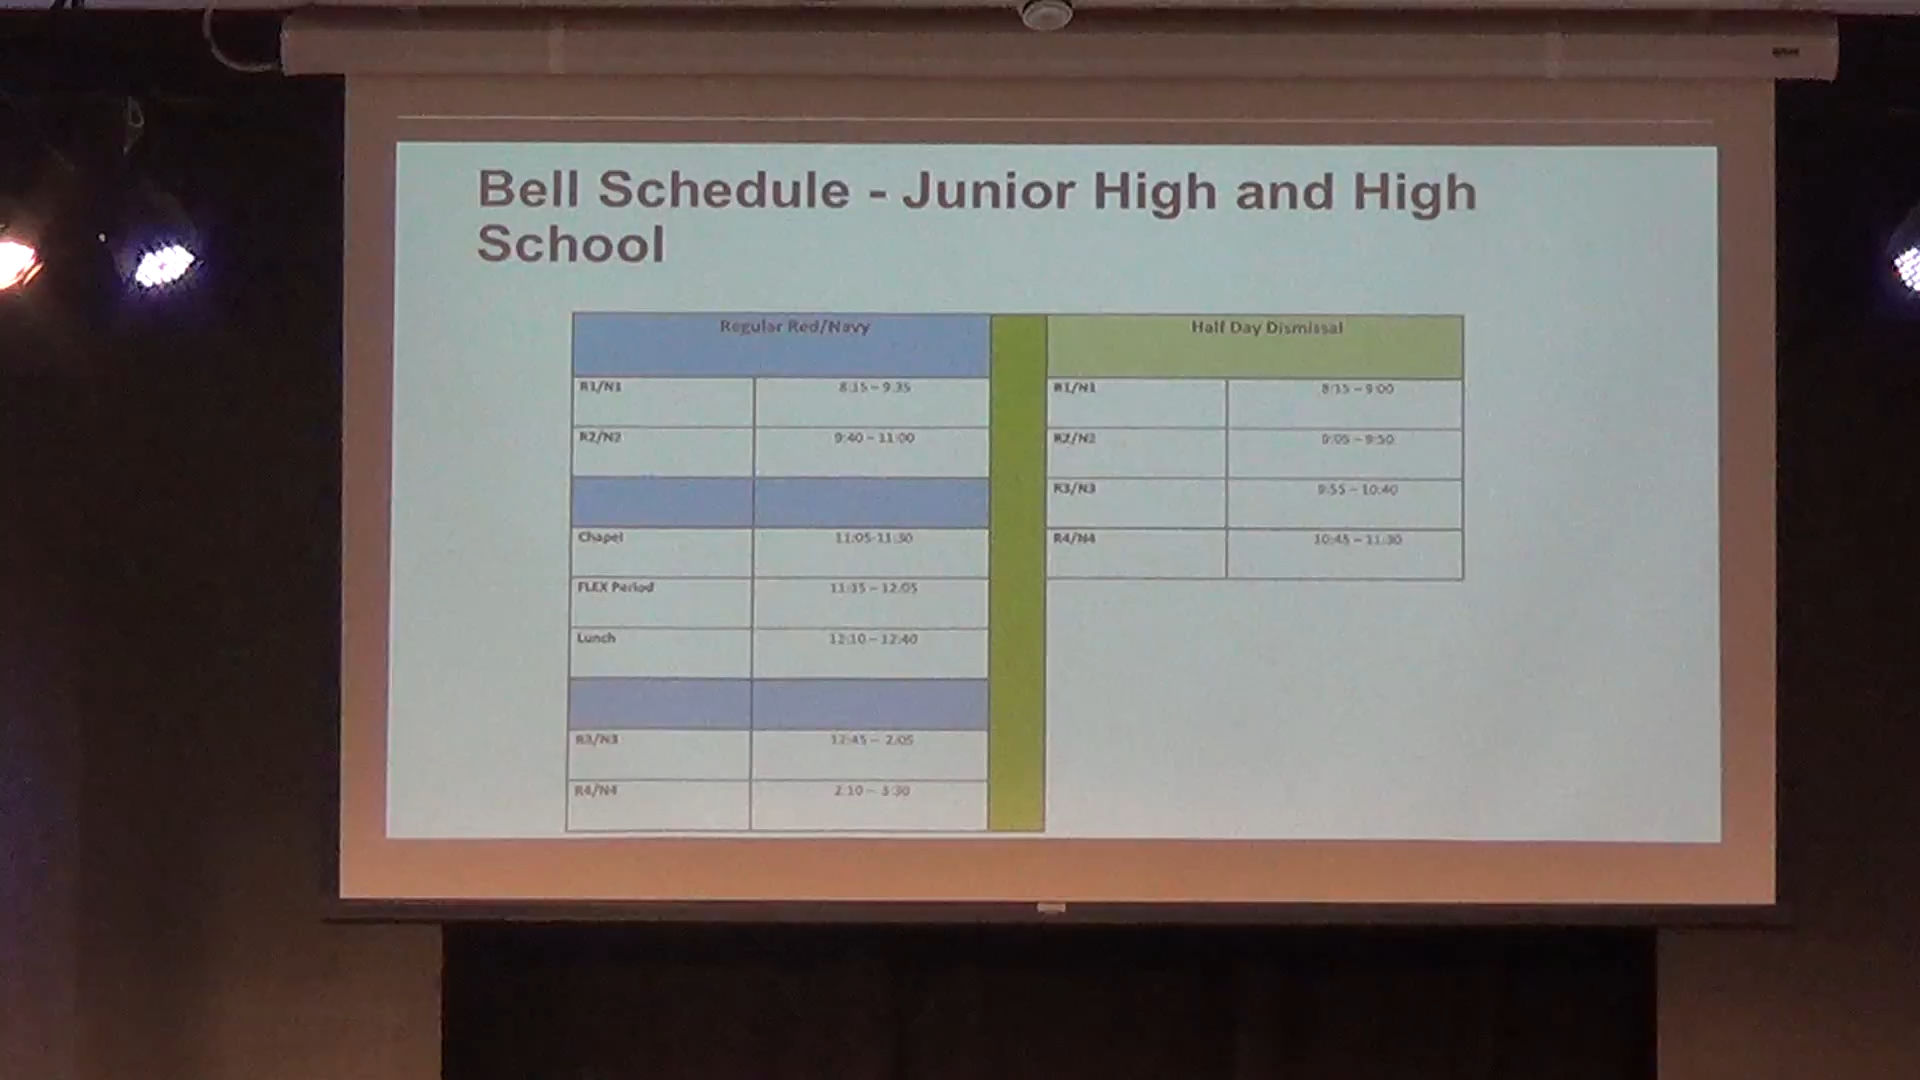 Bell Schedule - Junior High and High
School
Regular Red/Navy
R1/N1 8:15 – 9:35
R2/N2 9:40 – 11:00
Chapel 11:05-11:30
FLEX Period 11:35 – 12:05
Lunch 12:10 – 12:40
R3/N3 12:45 – 2:05
R4/N4 2:10 – 3:30
Half Day Dismissal
R1/N1 8:15 – 9:00
R2/N2 9:05 – 9:50
R3/N3 9:55 – 10:40
R4/N4 10:45 – 11:30